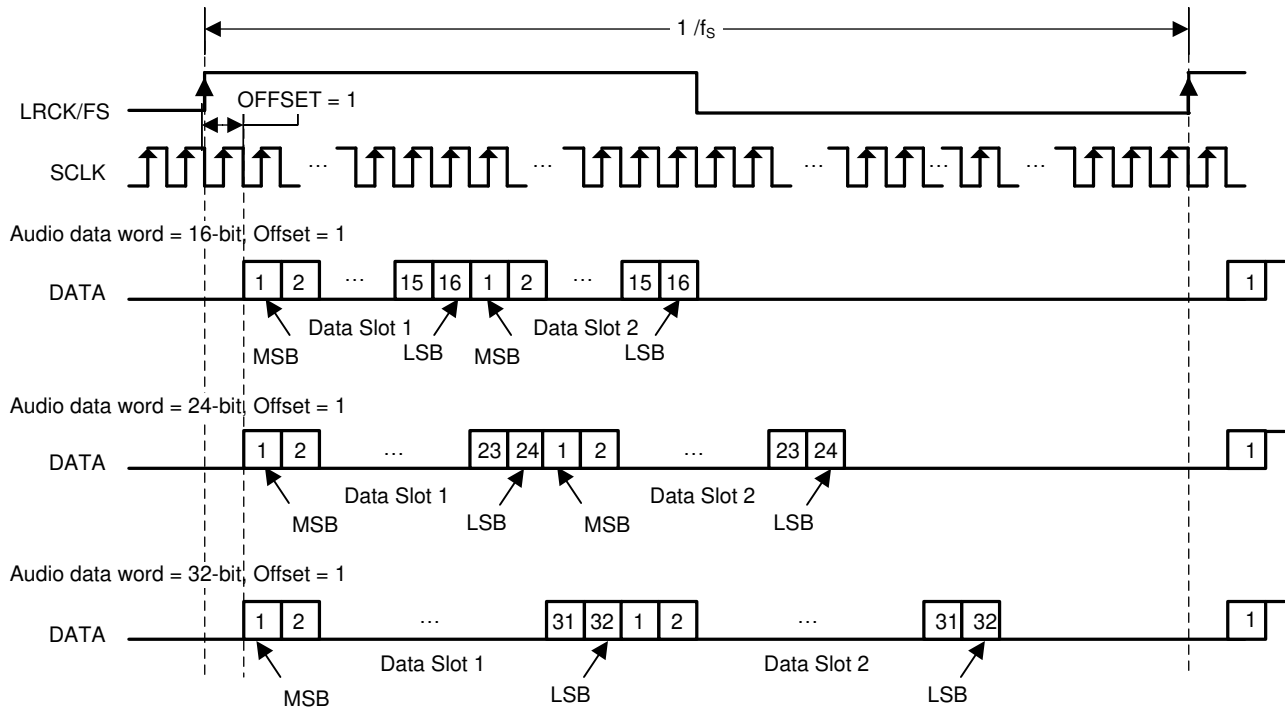 1 /fS
LRCK/FS
OFFSET = 1
SCLK
... ... ... ... ...
Audio data word = 16-bit, Offset = 1
DATA
1 2 ... 15 16 1 2 ... 15 16 1
Data Slot 1 Data Slot 2
MSB LSB MSB LSB
Audio data word = 24-bit, Offset = 1
DATA
1 2 ... 23 24 1 2 ... 23 24 1
Data Slot 1 Data Slot 2
MSB LSB MSB LSB
Audio data word = 32-bit, Offset = 1
DATA
1 2 ... 31 32 1 2 ... 31 32 1
Data Slot 1 Data Slot 2
MSB LSB LSB